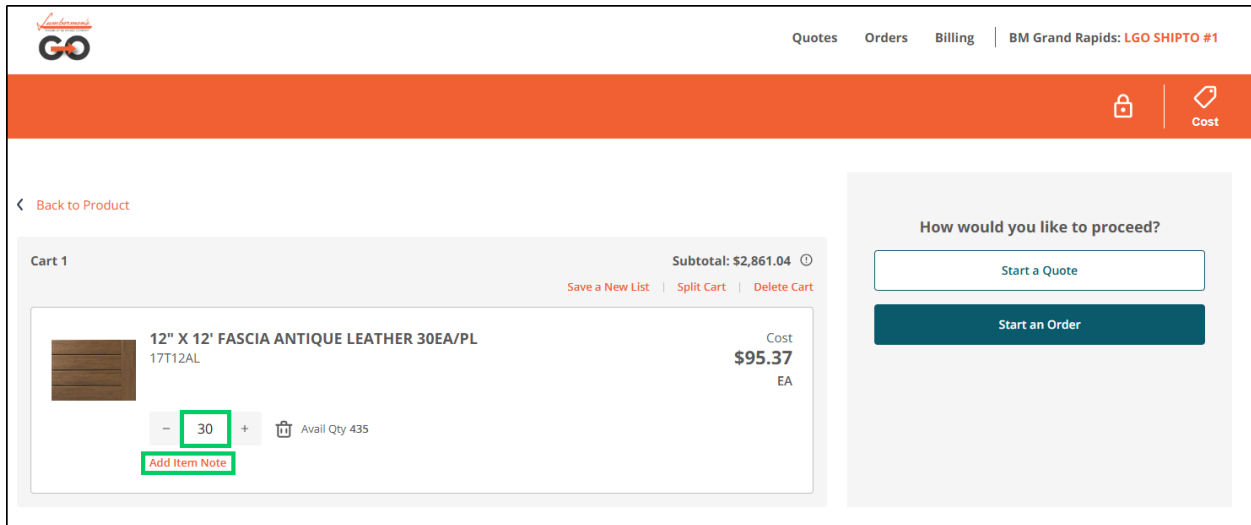 Lumbermen's
GO
Quotes Orders Billing BM Grand Rapids: LGO SHIPTO #1
Cost
Back to Product
Cart 1
Subtotal: $2,861.04
Save a New List | Split Cart | Delete Cart
12" X 12' FASCIA ANTIQUE LEATHER 30EA/PL
17T12AL
Cost
$95.37
EA
− 30 + Avail Qty 435
Add Item Note
How would you like to proceed?
Start a Quote
Start an Order